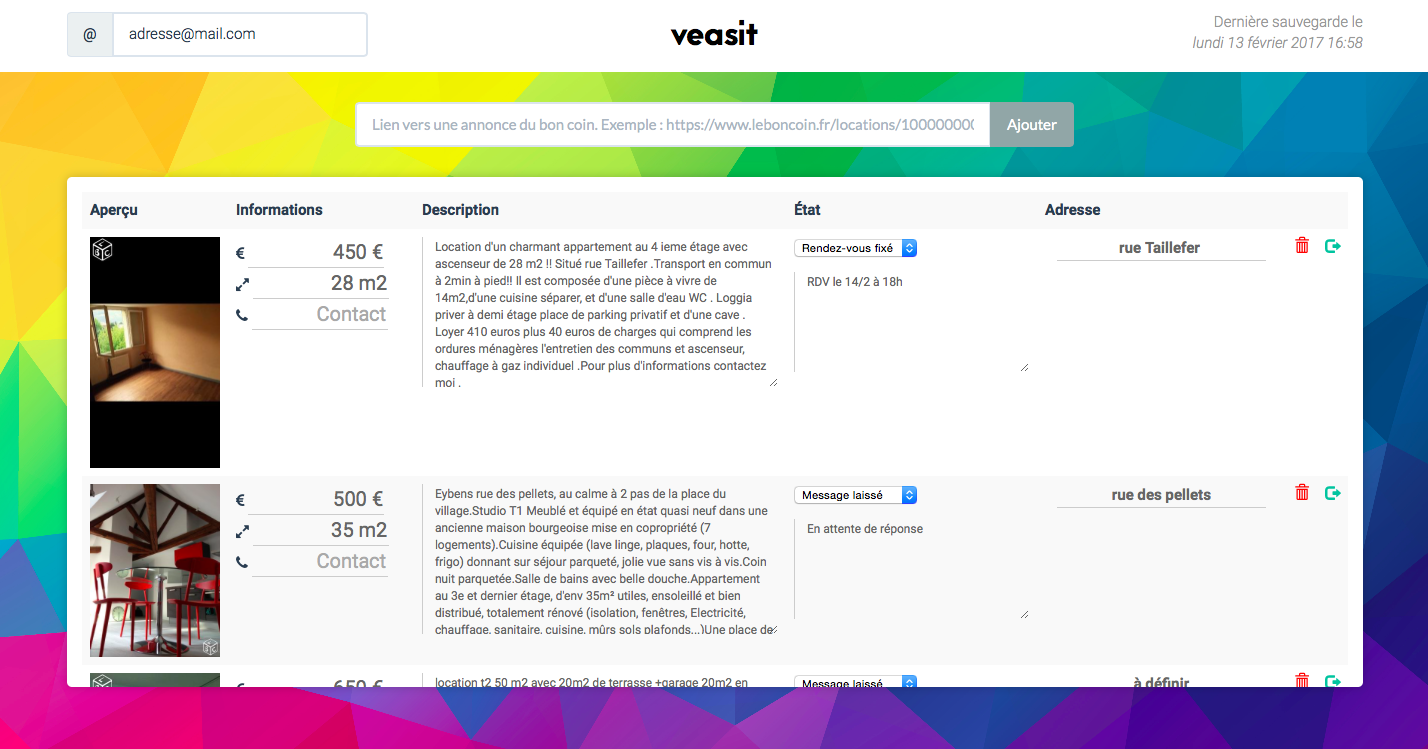 @ adresse@mail.com
veasit
Dernière sauvegarde le
lundi 13 février 2017 16:58
Lien vers une annonce du bon coin. Exemple : https://www.leboncoin.fr/locations/100000000
Ajouter
Aperçu Informations Description État Adresse
€ 450 €
28 m2
Contact
Location d'un charmant appartement au 4 ieme étage avec
ascenseur de 28 m2 !! Situé rue Taillefer .Transport en commun
à 2min à pied!! Il est composée d'une pièce à vivre de
14m2,d'une cuisine séparer, et d'une salle d'eau WC . Loggia
priver à demi étage place de parking privatif et d'une cave .
Loyer 410 euros plus 40 euros de charges qui comprend les
ordures ménagères l'entretien des communs et ascenseur,
chauffage à gaz individuel .Pour plus d'informations contactez
moi .
Rendez-vous fixé
RDV le 14/2 à 18h
rue Taillefer
€ 500 €
35 m2
Contact
Eybens rue des pellets, au calme à 2 pas de la place du
village.Studio T1 Meublé et équipé en état quasi neuf dans une
ancienne maison bourgeoise mise en copropriété (7
logements).Cuisine équipée (lave linge, plaques, four, hotte,
frigo) donnant sur séjour parqueté, jolie vue sans vis à vis.Coin
nuit parquetée.Salle de bains avec belle douche.Appartement
au 3e et dernier étage, d'env 35m² utiles, ensoleillé et bien
distribué, totalement rénové (isolation, fenêtres, Electricité,
chauffage, sanitaire, cuisine, mûrs sols plafonds...)Une place de
Message laissé
En attente de réponse
rue des pellets
€ 650 €
location t2 50 m2 avec 20m2 de terrasse +garage 20m2 en
Message laissé
à définir